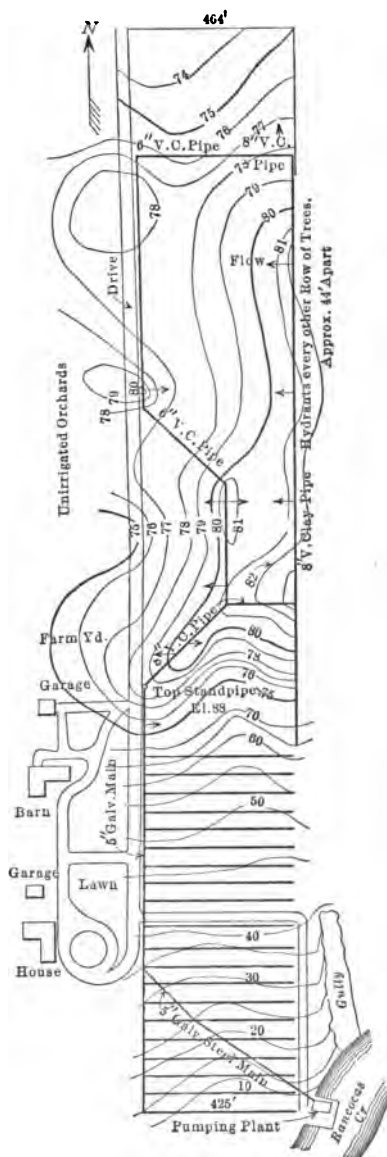 464'
N
74
75
76
77
6" V.C. Pipe
8" V.C.
Pipe
75
79
80
81
78
Flow
Drive
Hydrants every other Row of Trees.
Approx. 44' Apart
80
79
78
Unirrigated Orchards
6" V.C. Pipe
75
76
77
78
79
80
81
8" V. Clay Pipe
82
Farm Yd.
V.C. Pipe
80
79
78
76
75
Garage
Top Standpipe
El. 88
70
60
5" Galv. Main
50
Barn
Garage
Lawn
House
40
30
Gully
5" Galv. Steel Main
20
10
425'
Rancocas
Cr.
Pumping Plant